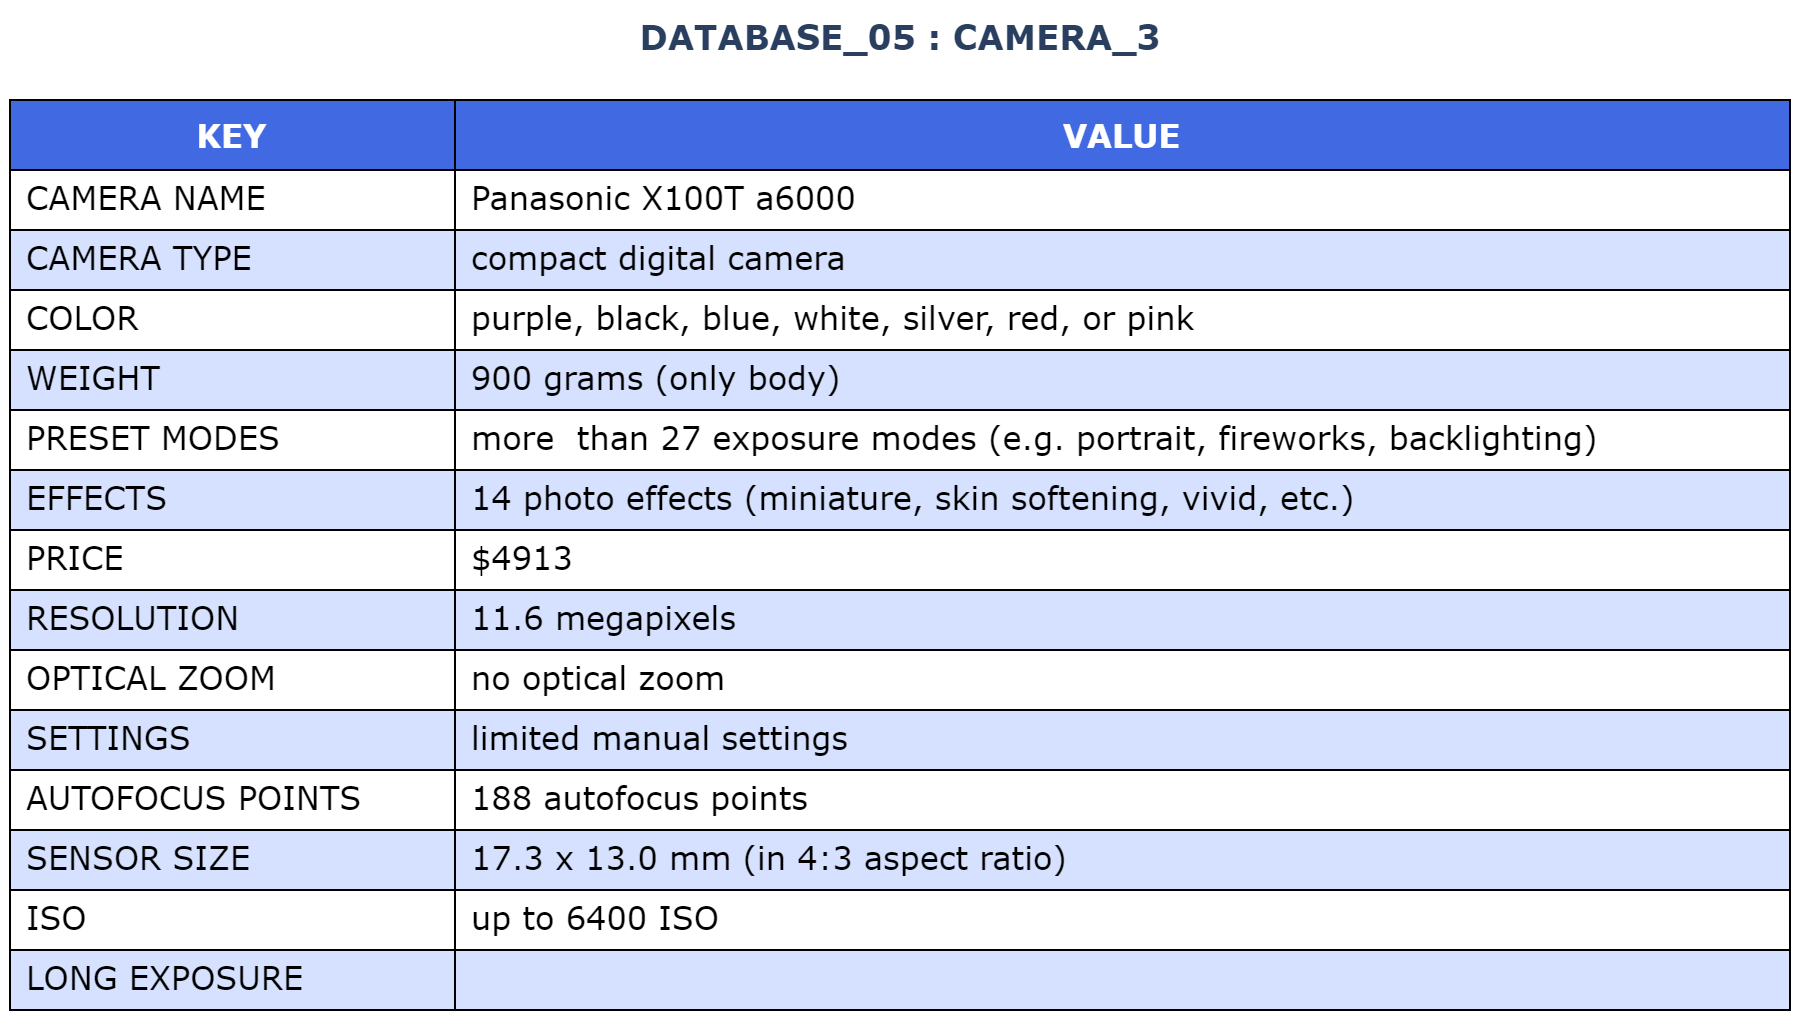 DATABASE_05 : CAMERA_3
KEY VALUE
CAMERA NAME Panasonic X100T a6000
CAMERA TYPE compact digital camera
COLOR purple, black, blue, white, silver, red, or pink
WEIGHT 900 grams (only body)
PRESET MODES more  than 27 exposure modes (e.g. portrait, fireworks, backlighting)
EFFECTS 14 photo effects (miniature, skin softening, vivid, etc.)
PRICE $4913
RESOLUTION 11.6 megapixels
OPTICAL ZOOM no optical zoom
SETTINGS limited manual settings
AUTOFOCUS POINTS 188 autofocus points
SENSOR SIZE 17.3 x 13.0 mm (in 4:3 aspect ratio)
ISO up to 6400 ISO
LONG EXPOSURE